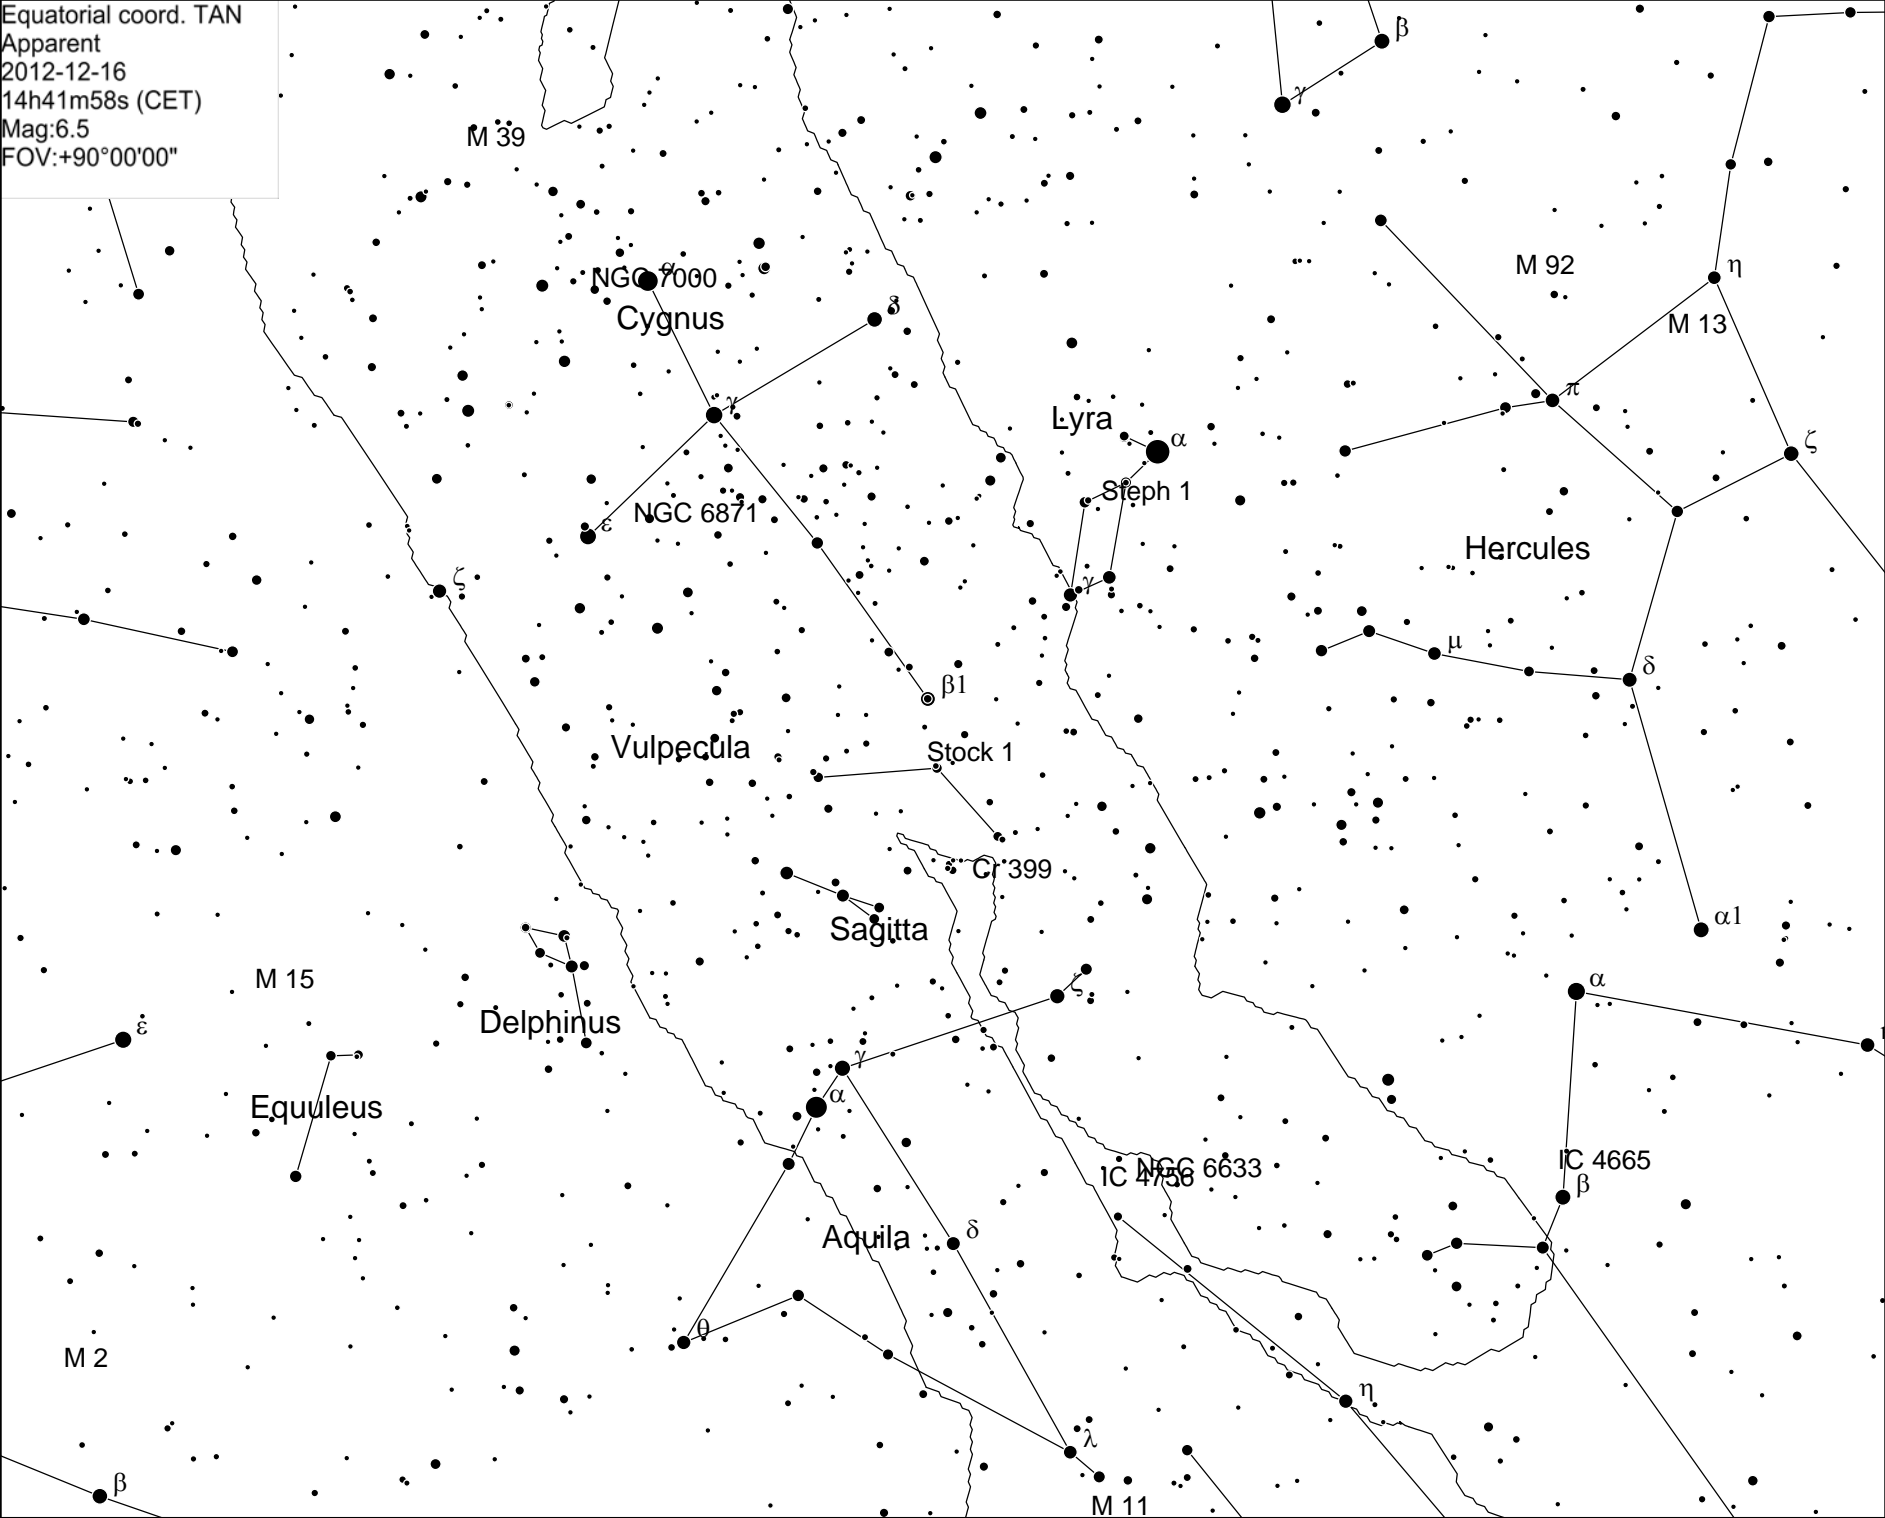 Equatorial coord. TAN
Apparent
2012-12-16
14h41m58s (CET)
Mag:6.5
FOV:+90°00'00"
β
γ
M 39
M 92
η
α
NGC 7000
Cygnus
δ
M 13
π
γ
Lyra
α
ζ
Steph 1
NGC 6871
ε
Hercules
ζ
γ
μ
δ
β1
Vulpecula
Stock 1
Cr 399
α1
Sagitta
M 15
ζ
α
Delphinus
ε
γ
α
Equuleus
NGC 6633
IC 4756
IC 4665
β
Aquila
δ
θ
M 2
η
λ
β
M 11